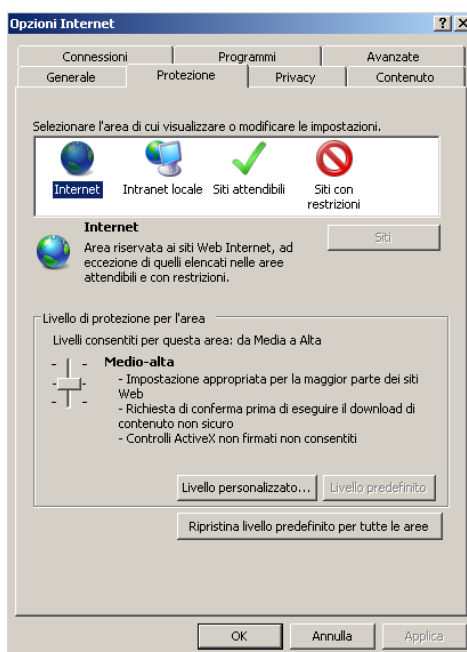 Opzioni Internet
Connessioni Programmi Avanzate
Generale Protezione Privacy Contenuto
Selezionare l'area di cui visualizzare o modificare le impostazioni.
Internet Intranet locale Siti attendibili Siti con
restrizioni
Internet
Siti
Area riservata ai siti Web Internet, ad
eccezione di quelli elencati nelle aree
attendibili e con restrizioni.
Livello di protezione per l'area
Livelli consentiti per questa area: da Media a Alta
Medio-alta
- Impostazione appropriata per la maggior parte dei siti
Web
- Richiesta di conferma prima di eseguire il download di
contenuto non sicuro
- Controlli ActiveX non firmati non consentiti
Livello personalizzato... Livello predefinito
Ripristina livello predefinito per tutte le aree
OK Annulla Applica